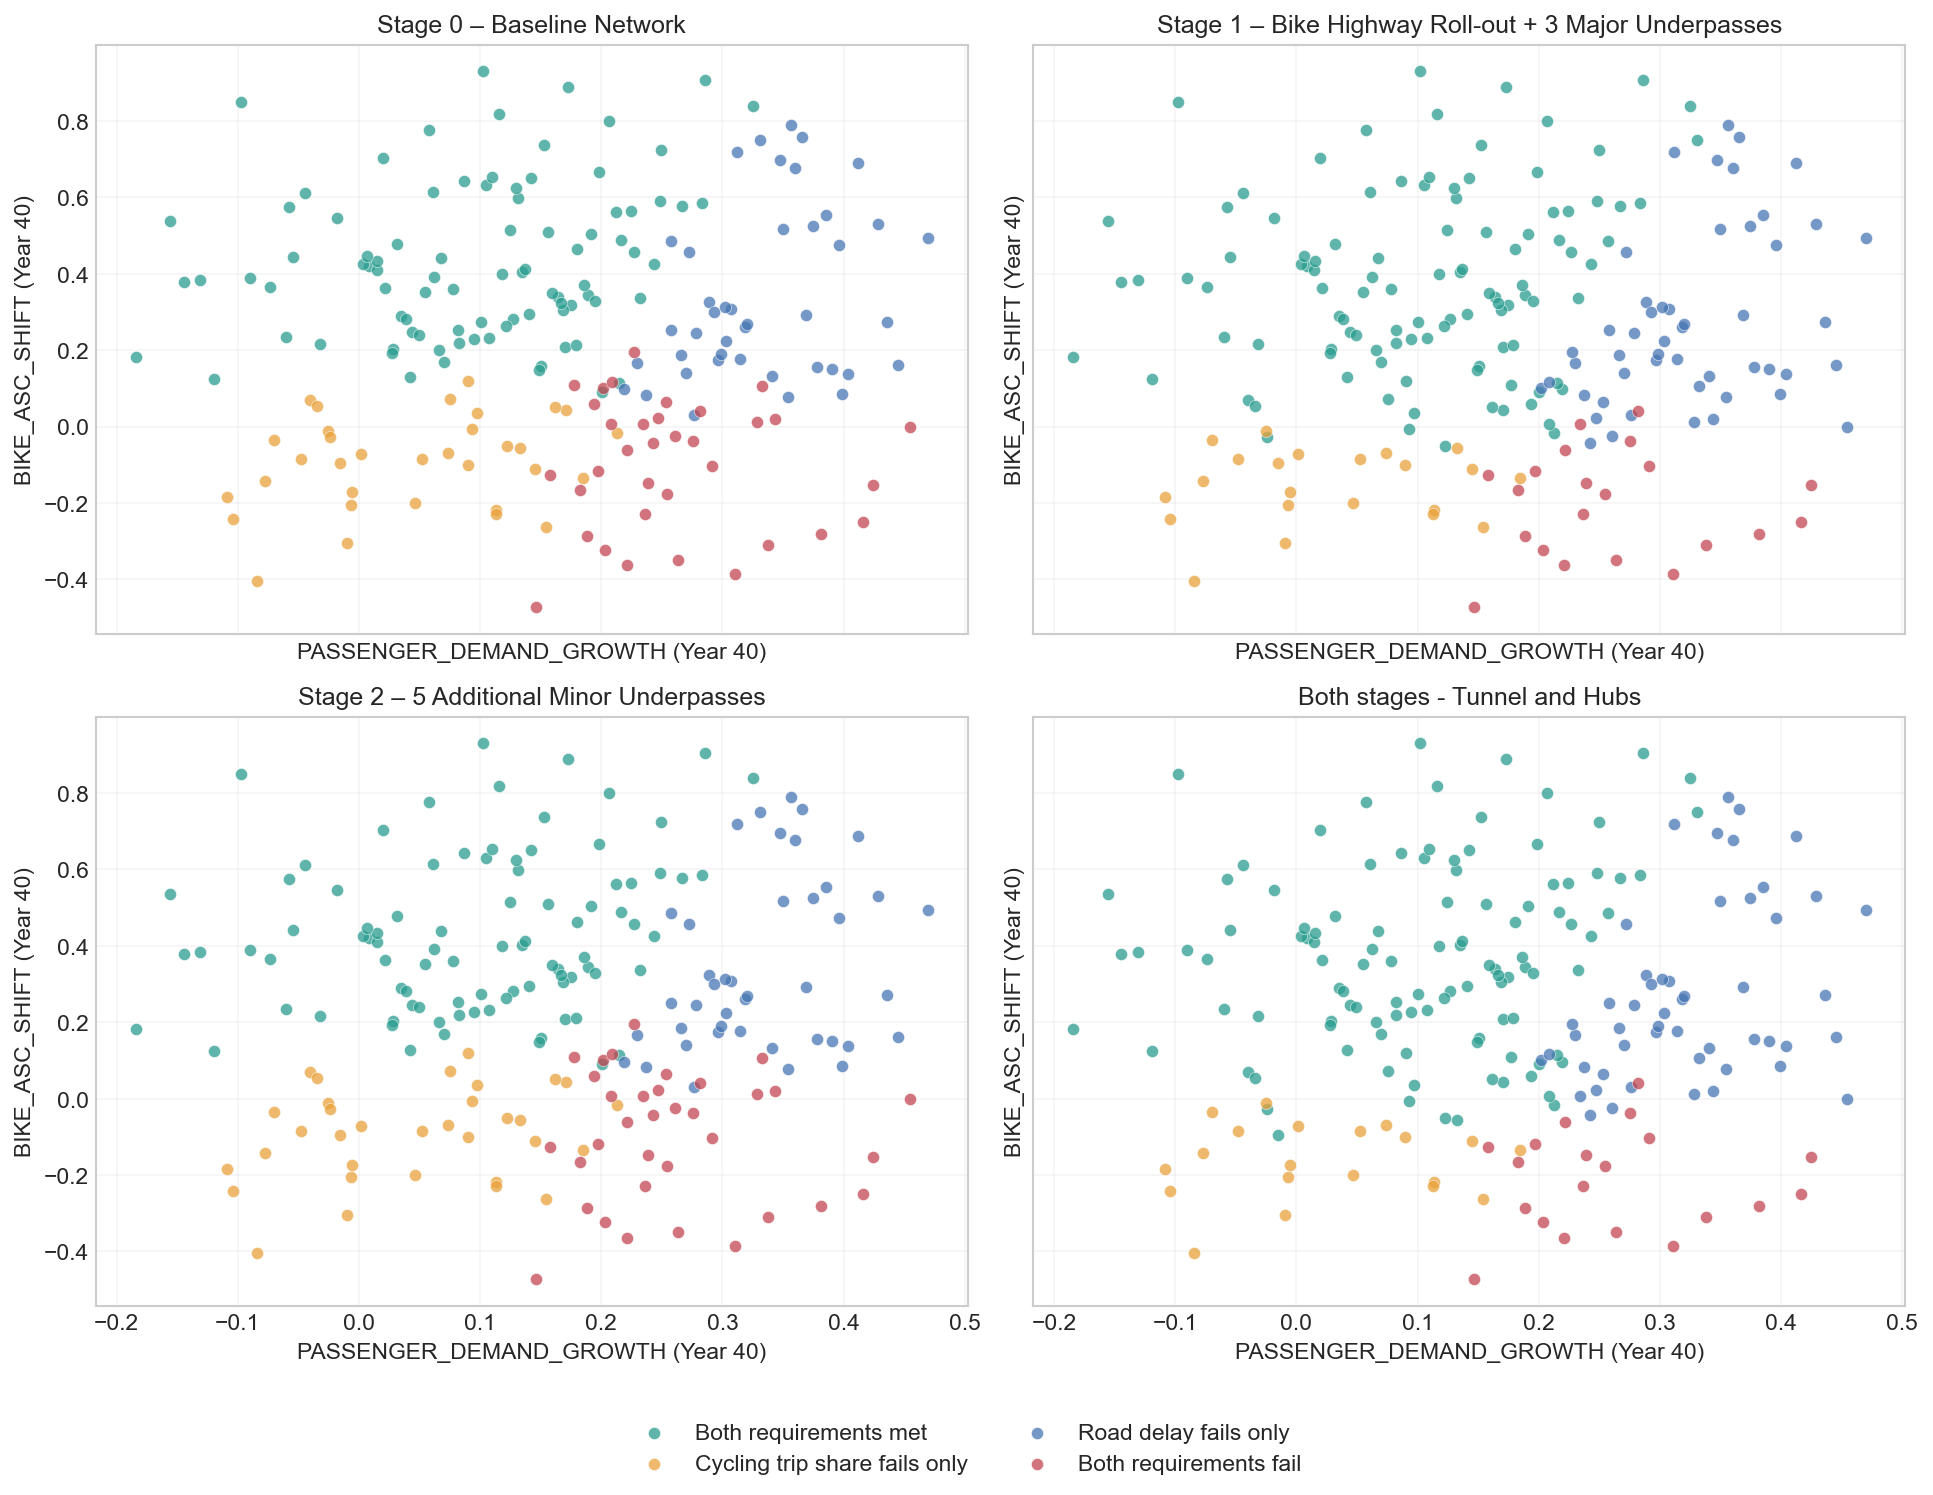 Stage 0 – Baseline Network
Stage 1 – Bike Highway Roll-out + 3 Major Underpasses
BIKE_ASC_SHIFT (Year 40)
0.8
0.6
0.4
0.2
0.0
−0.2
−0.4
PASSENGER_DEMAND_GROWTH (Year 40)
BIKE_ASC_SHIFT (Year 40)
PASSENGER_DEMAND_GROWTH (Year 40)
Stage 2 – 5 Additional Minor Underpasses
Both stages - Tunnel and Hubs
BIKE_ASC_SHIFT (Year 40)
0.8
0.6
0.4
0.2
0.0
−0.2
−0.4
−0.2 −0.1 0.0 0.1 0.2 0.3 0.4 0.5
PASSENGER_DEMAND_GROWTH (Year 40)
BIKE_ASC_SHIFT (Year 40)
−0.2 −0.1 0.0 0.1 0.2 0.3 0.4 0.5
PASSENGER_DEMAND_GROWTH (Year 40)
Both requirements met
Cycling trip share fails only
Road delay fails only
Both requirements fail